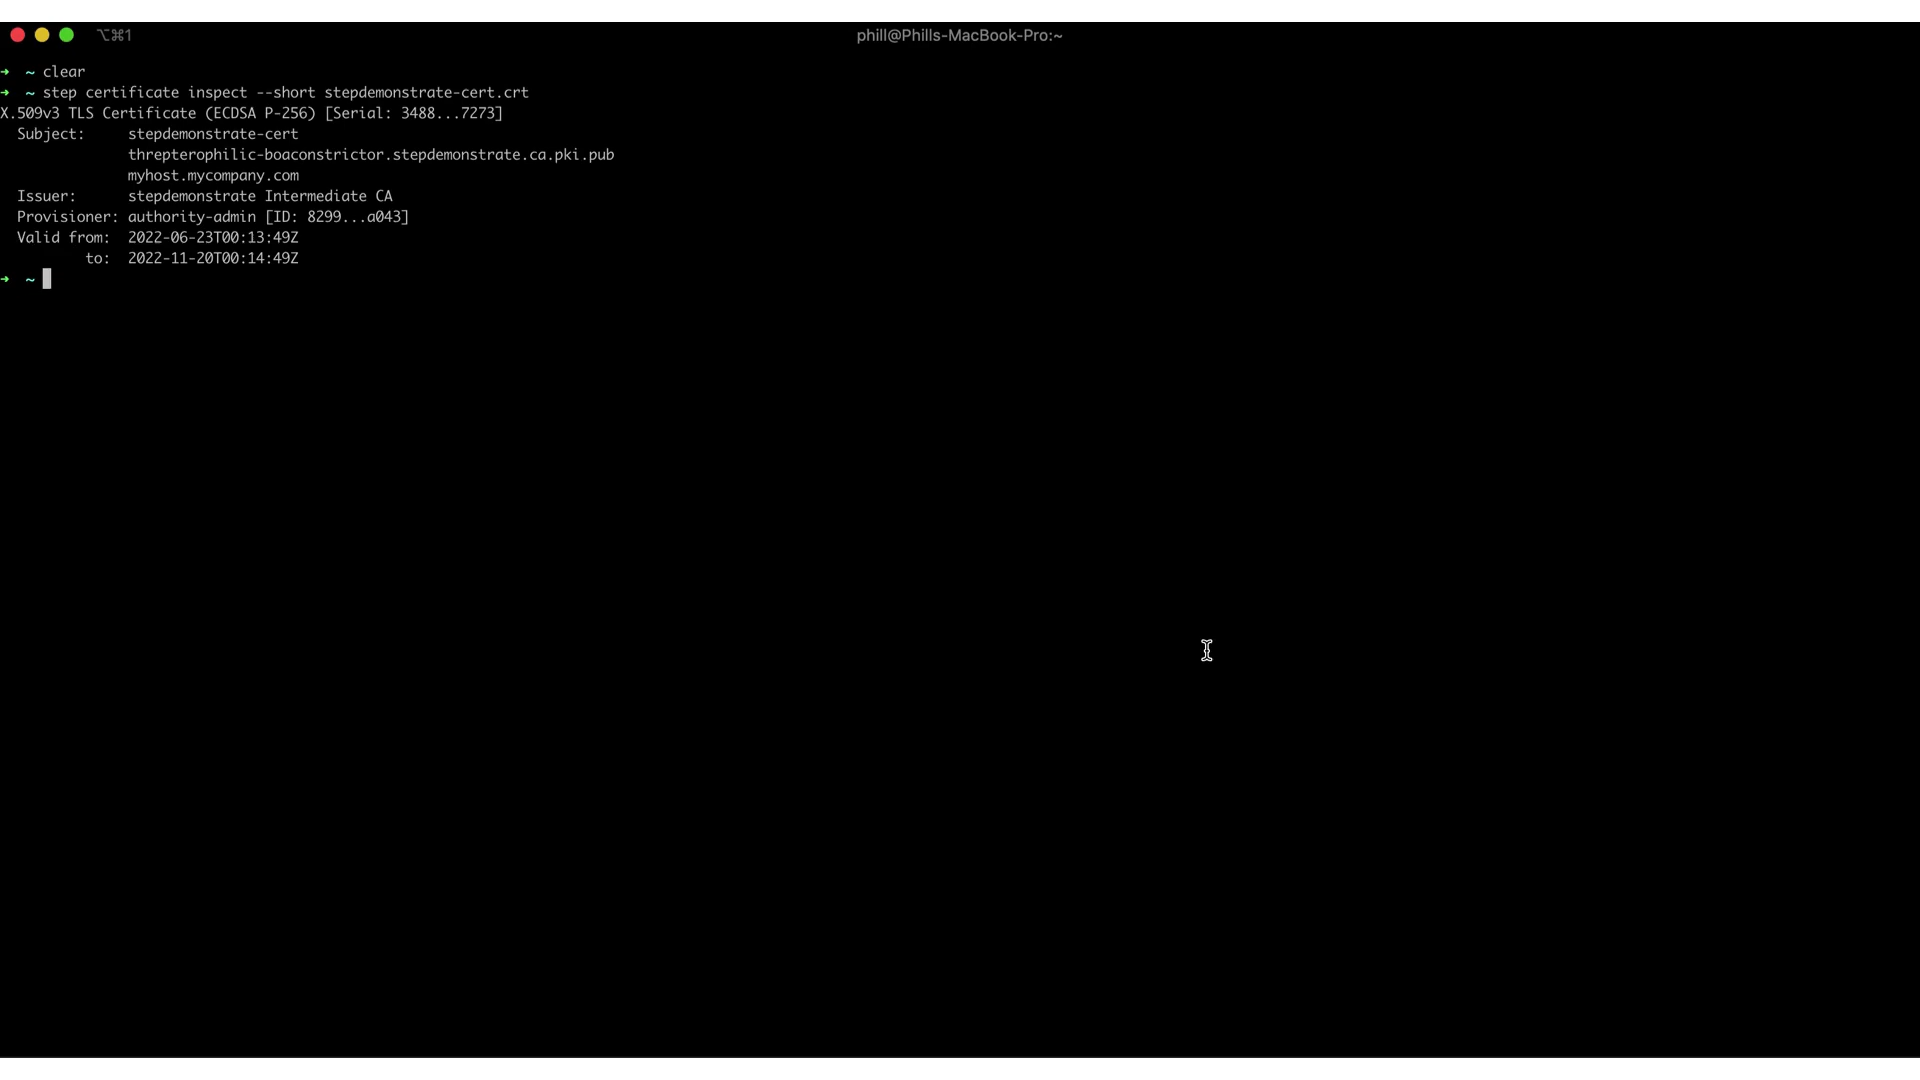 ⌥⌘1
phill@Phills-MacBook-Pro:~
➜ ~ clear
➜ ~ step certificate inspect --short stepdemonstrate-cert.crt
X.509v3 TLS Certificate (ECDSA P-256) [Serial: 3488...7273]
Subject: stepdemonstrate-cert
threpterophilic-boaconstrictor.stepdemonstrate.ca.pki.pub
myhost.mycompany.com
Issuer: stepdemonstrate Intermediate CA
Provisioner: authority-admin [ID: 8299...a043]
Valid from: 2022-06-23T00:13:49Z
to: 2022-11-20T00:14:49Z
➜ ~